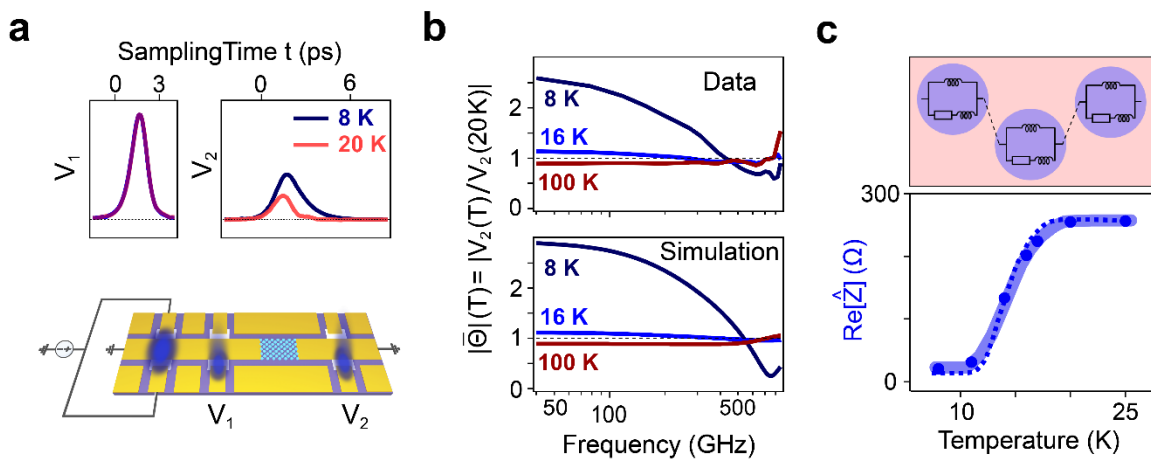 a
SamplingTime t (ps)
0 3
0 6
V1
V2
8 K
20 K
V1
V2
b
|Θ̅|(T) = |V2(T)/V2(20K)|
Data
2
1
0
8 K
16 K
100 K
Simulation
2
1
0
8 K
16 K
100 K
50 100 500
Frequency (GHz)
c
Re[Ẑ] (Ω)
300
0
10 25
Temperature (K)